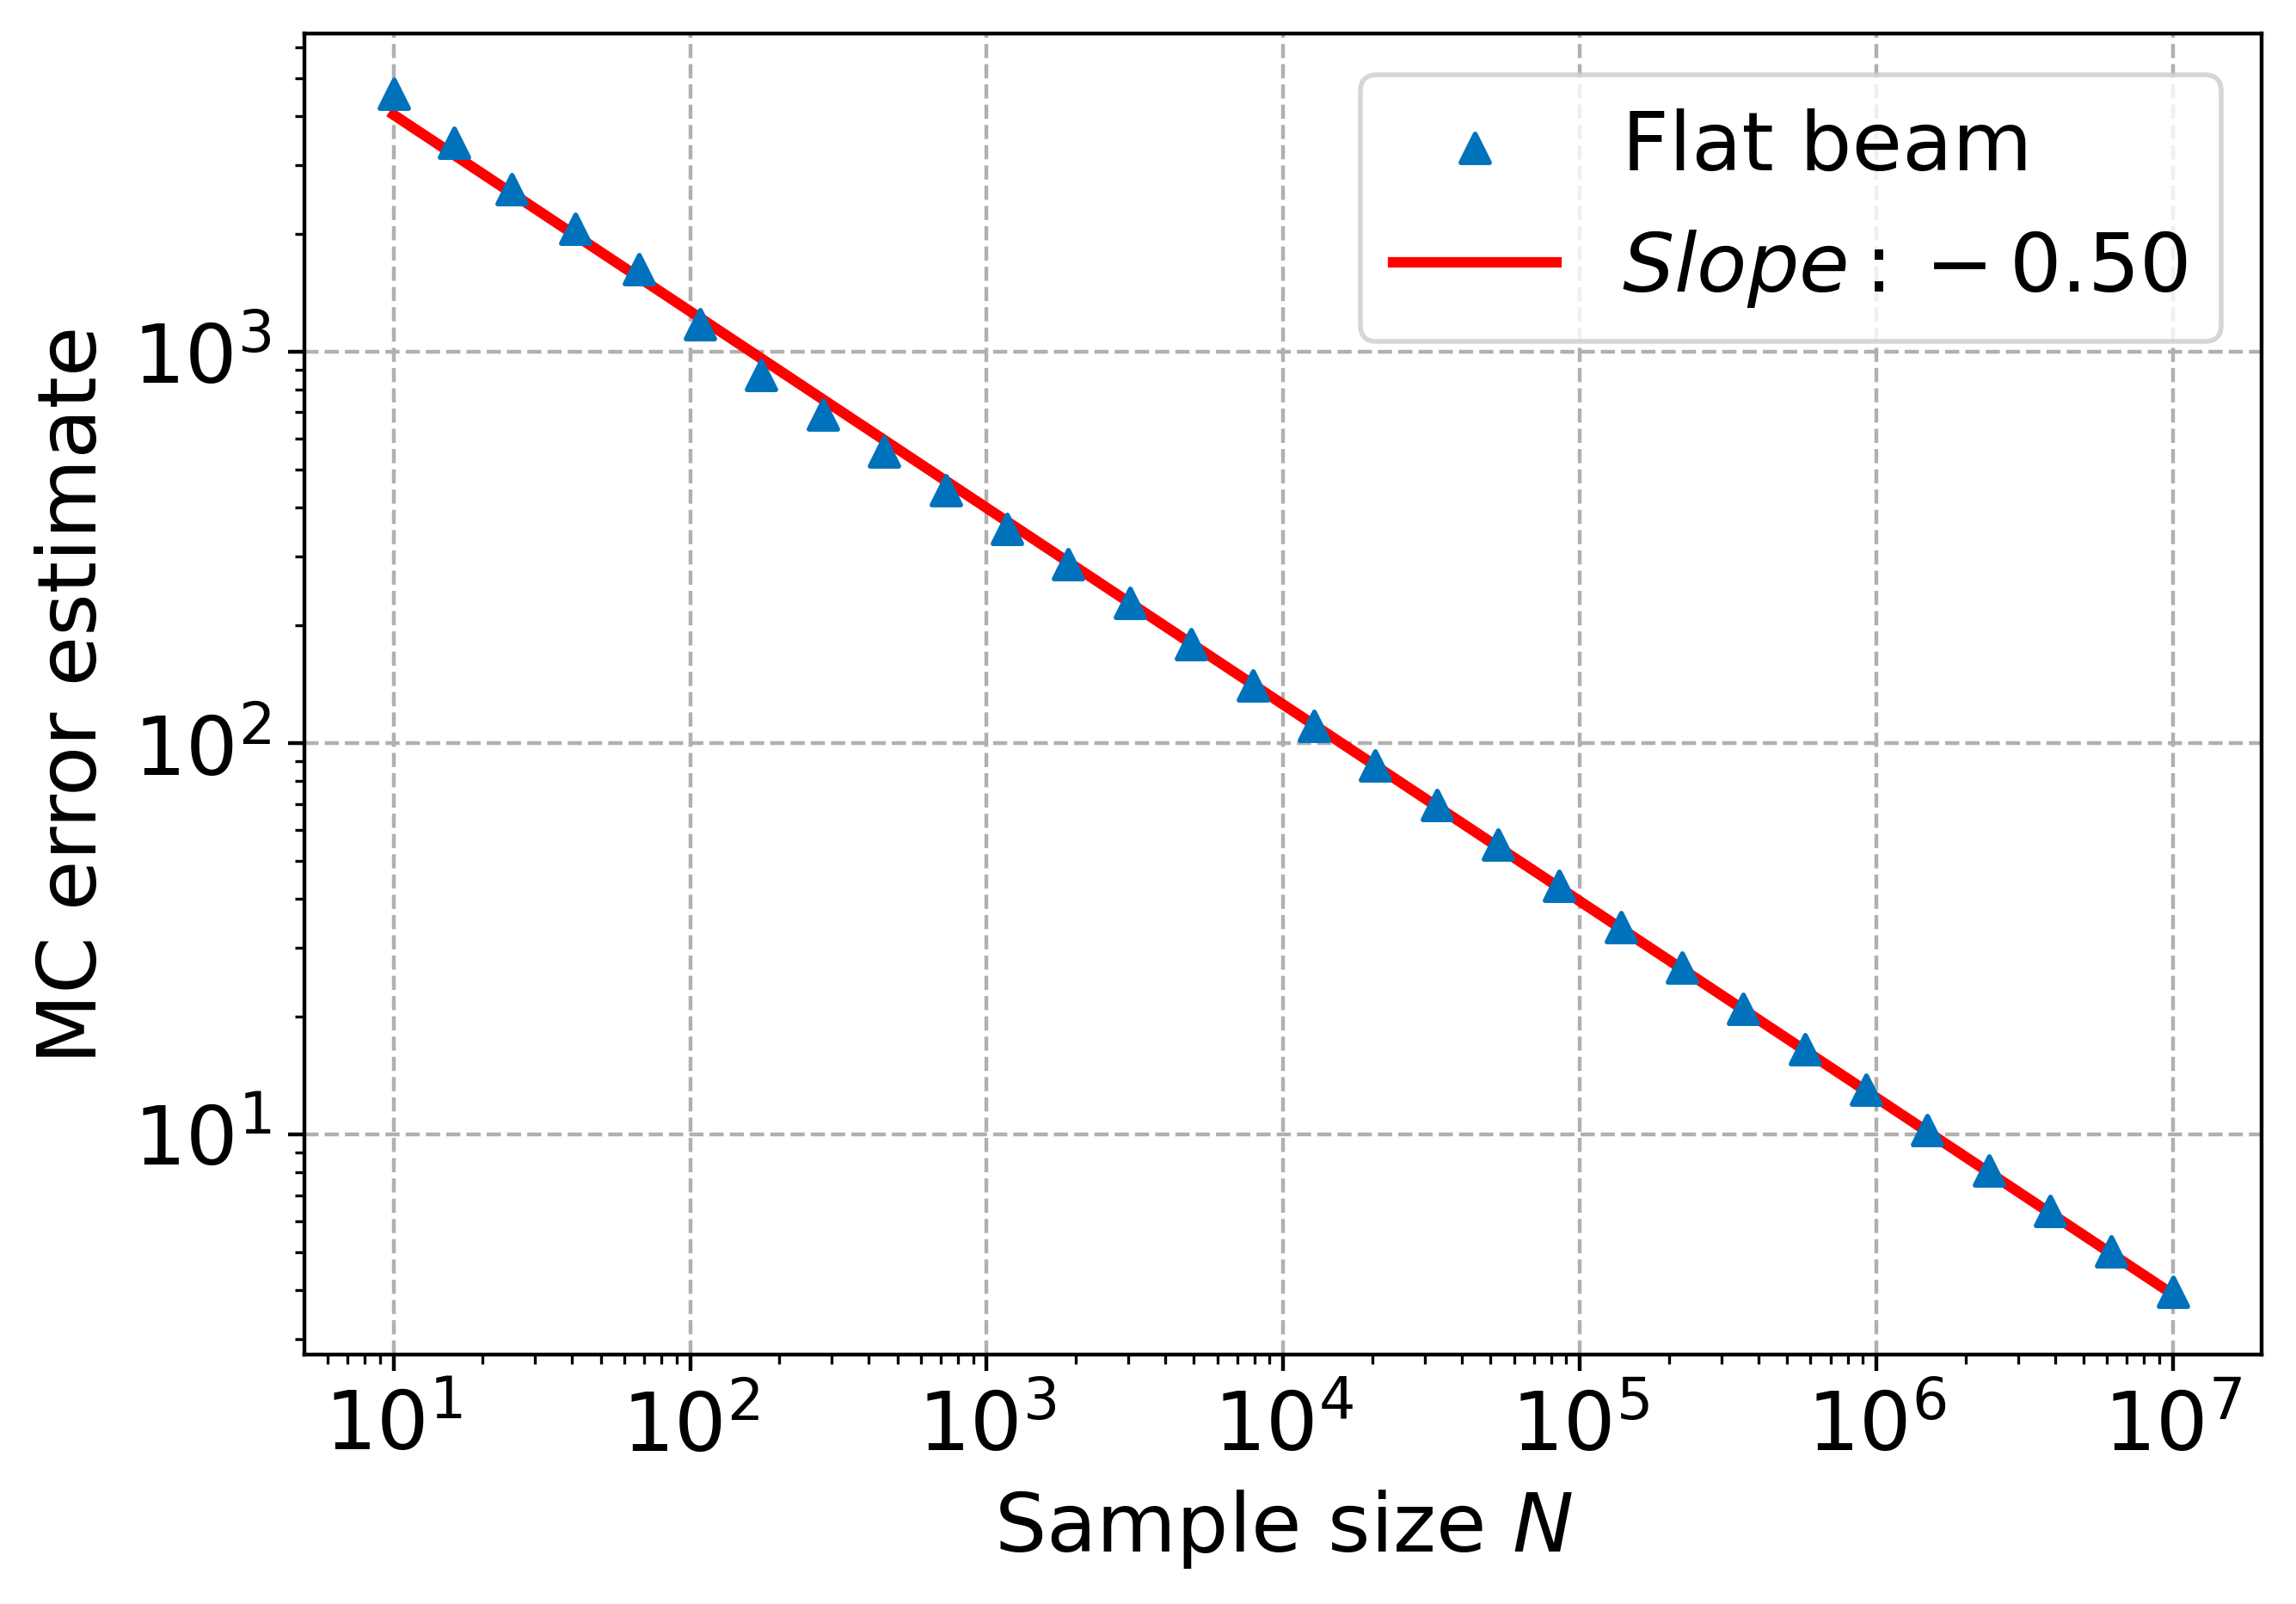 Flat beam
Slope : − 0.50
MC error estimate
10³
10²
10¹
10¹ 10² 10³ 10⁴ 10⁵ 10⁶ 10⁷
Sample size N